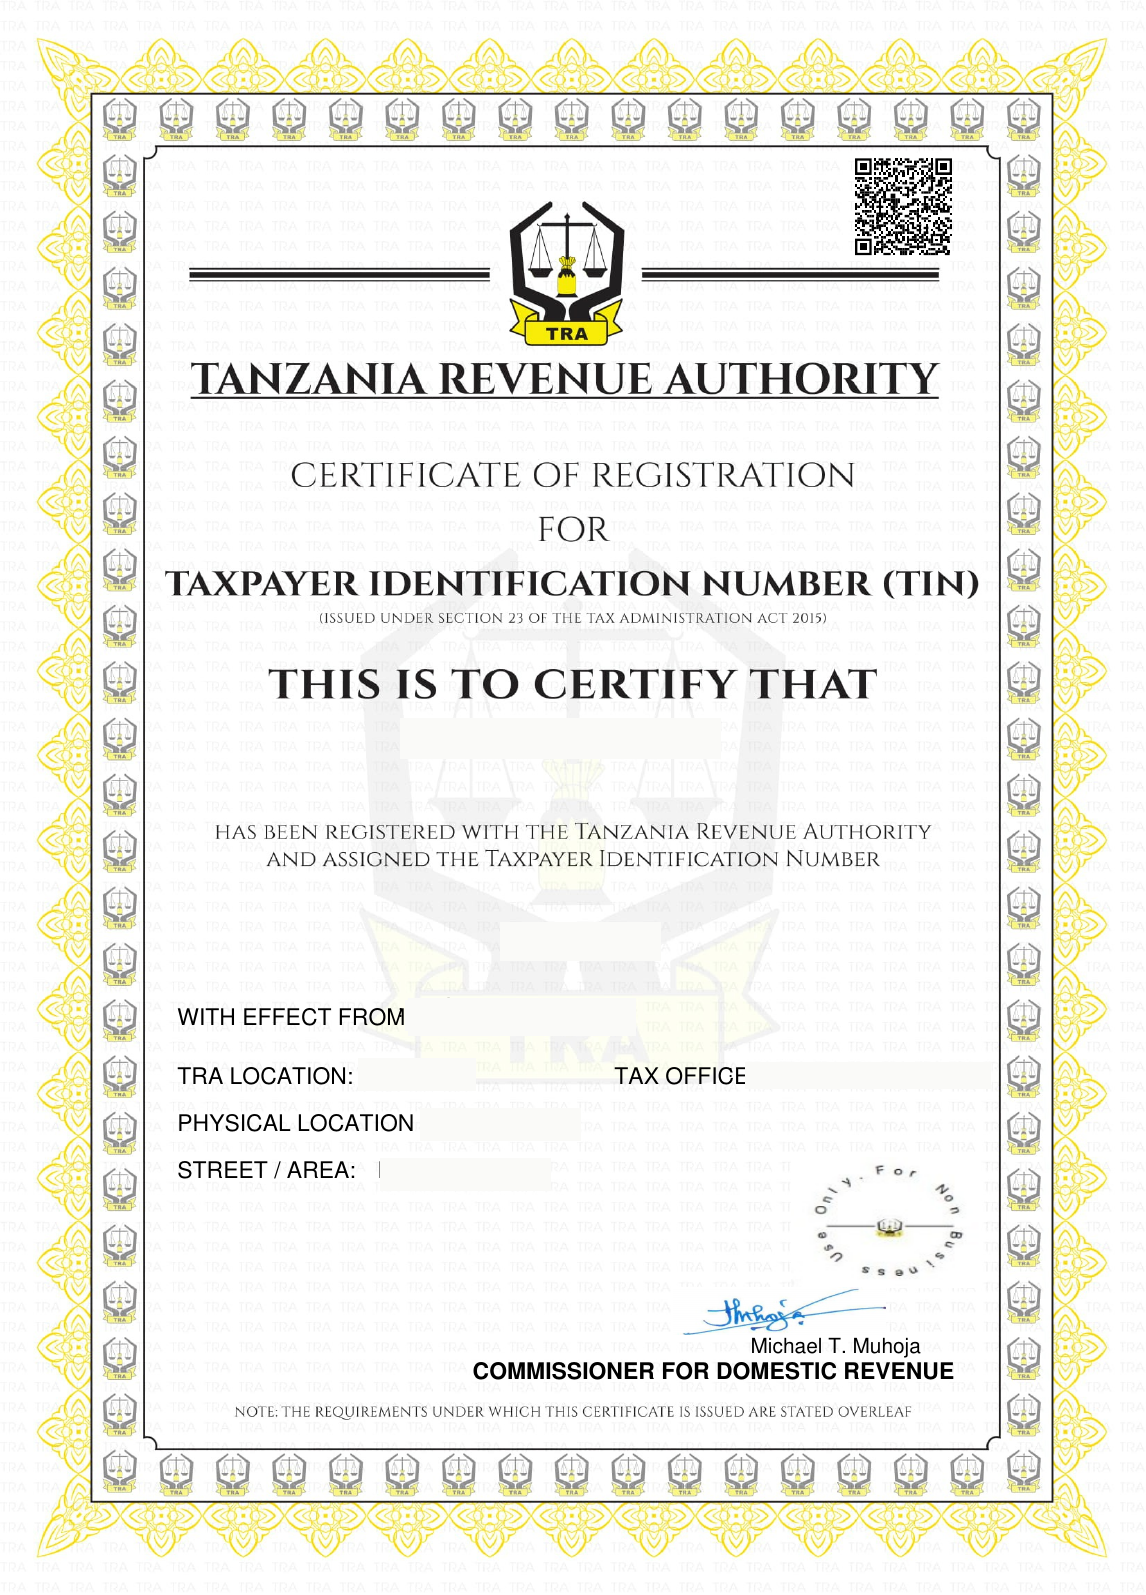 TRA
TANZANIA REVENUE AUTHORITY
CERTIFICATE OF REGISTRATION
FOR
TAXPAYER IDENTIFICATION NUMBER (TIN)
(ISSUED UNDER SECTION 23 OF THE TAX ADMINISTRATION ACT 2015)
THIS IS TO CERTIFY THAT
HAS BEEN REGISTERED WITH THE TANZANIA REVENUE AUTHORITY
AND ASSIGNED THE TAXPAYER IDENTIFICATION NUMBER
TRA
WITH EFFECT FROM
TRA LOCATION: TAX OFFICE
PHYSICAL LOCATION
STREET / AREA:
For Non Business Use Only.
Michael T. Muhoja
COMMISSIONER FOR DOMESTIC REVENUE
NOTE: THE REQUIREMENTS UNDER WHICH THIS CERTIFICATE IS ISSUED ARE STATED OVERLEAF